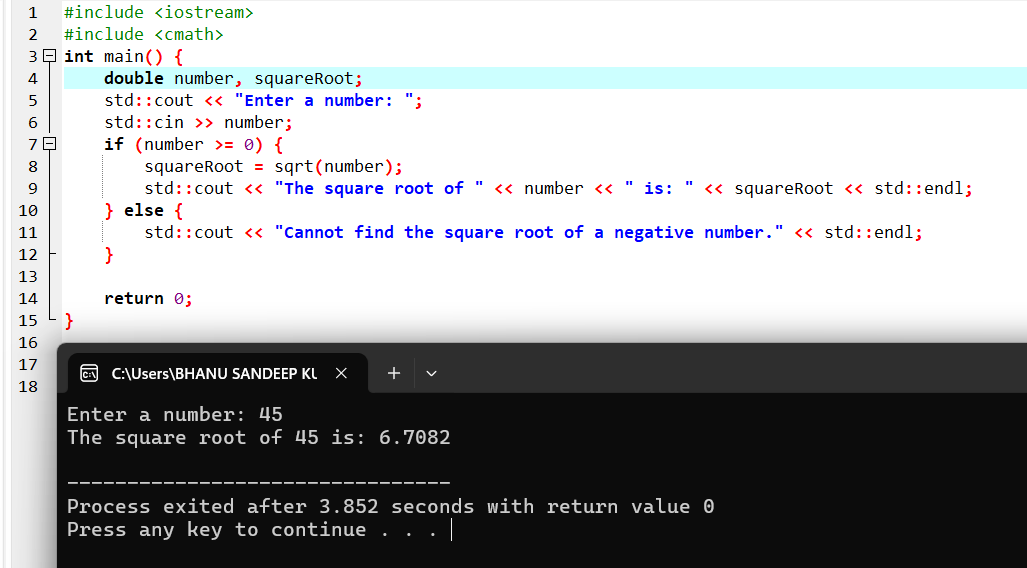 1 #include <iostream>
2 #include <cmath>
3 int main() {
4     double number, squareRoot;
5     std::cout << "Enter a number: ";
6     std::cin >> number;
7     if (number >= 0) {
8         squareRoot = sqrt(number);
9         std::cout << "The square root of " << number << " is: " << squareRoot << std::endl;
10     } else {
11         std::cout << "Cannot find the square root of a negative number." << std::endl;
12     }
13
14     return 0;
15 }
16
17
18
C:\Users\BHANU SANDEEP KU
Enter a number: 45
The square root of 45 is: 6.7082
--------------------------------
Process exited after 3.852 seconds with return value 0
Press any key to continue . . .